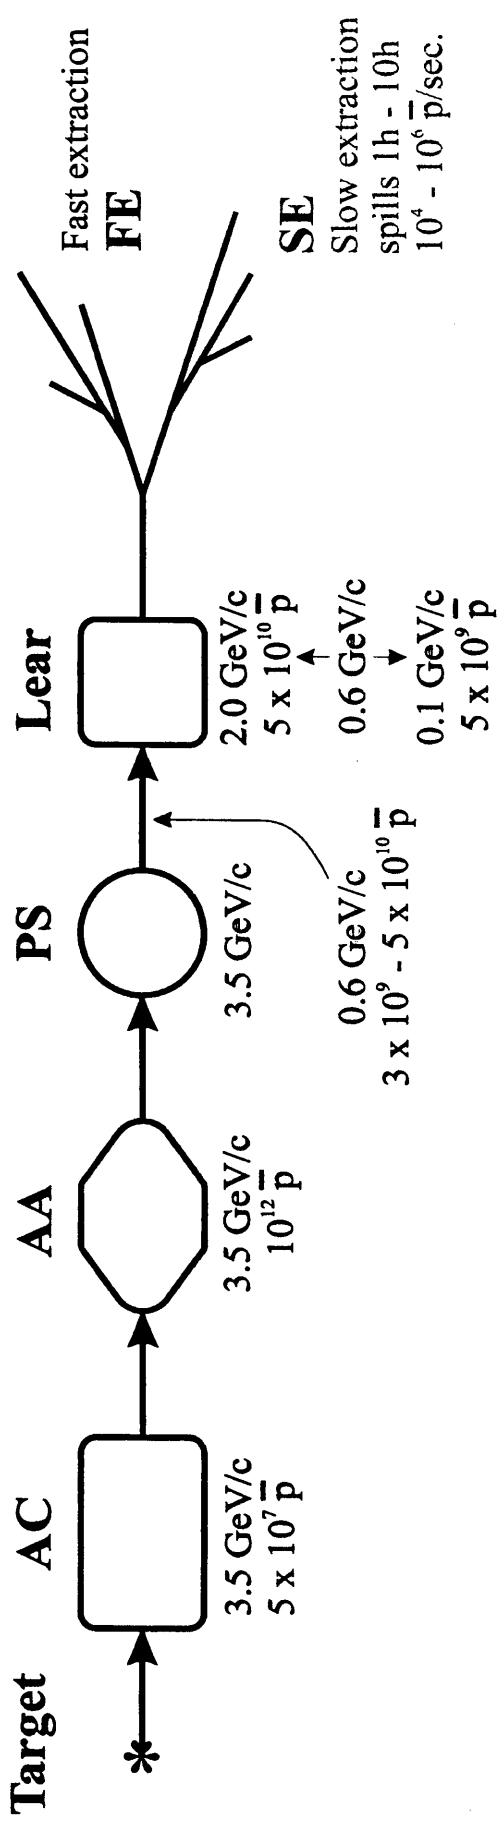 Target
*
AC
3.5 GeV/c
5 x 10⁷ p̅
AA
3.5 GeV/c
10¹² p̅
PS
3.5 GeV/c
0.6 GeV/c
3 x 10⁹ - 5 x 10¹⁰ p̅
Lear
2.0 GeV/c
5 x 10¹⁰ p̅
0.6 GeV/c
0.1 GeV/c
5 x 10⁹ p̅
Fast extraction
FE
SE
Slow extraction
spills 1h - 10h
10⁴ - 10⁶ p̅/sec.